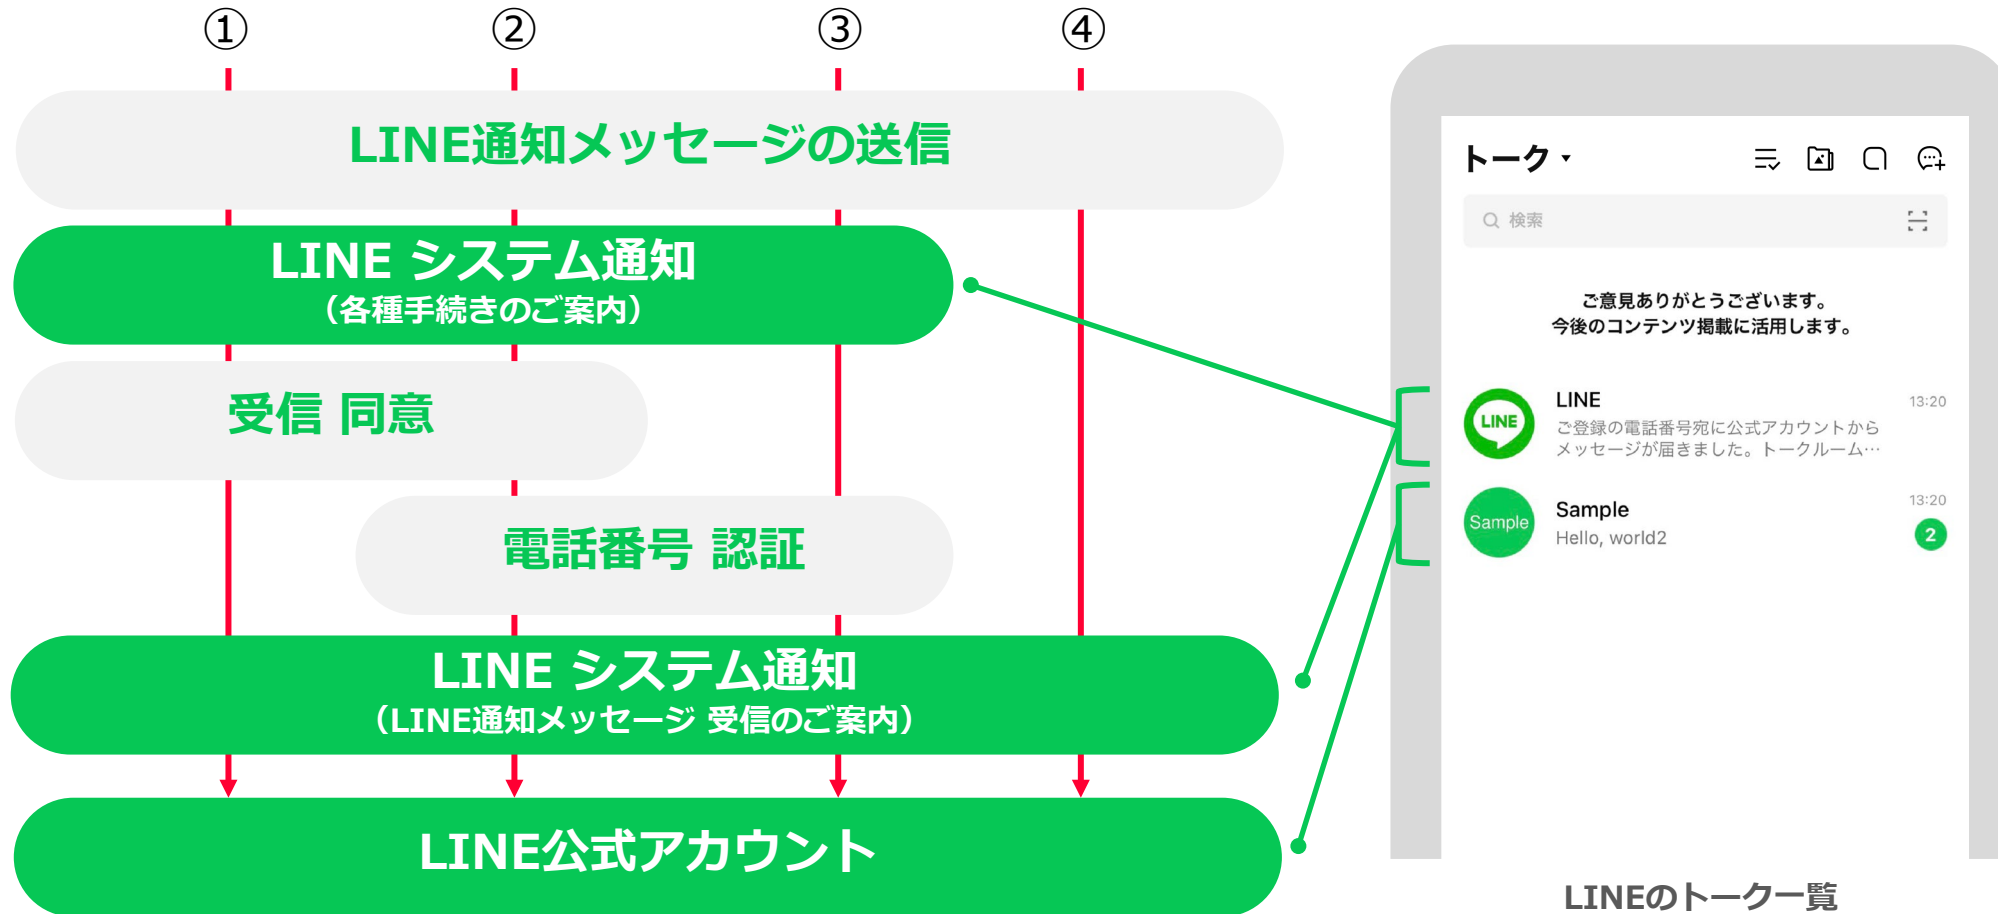 ① ② ③ ④
LINE通知メッセージの送信
LINE システム通知
（各種手続きのご案内）
受信 同意
電話番号 認証
LINE システム通知
（LINE通知メッセージ 受信のご案内）
LINE公式アカウント
トーク
検索
ご意見ありがとうございます。
今後のコンテンツ掲載に活用します。
LINE
LINE 13:20
ご登録の電話番号宛に公式アカウントから
メッセージが届きました。トークルーム…
Sample
Sample 13:20
Hello, world2 2
LINEのトーク一覧